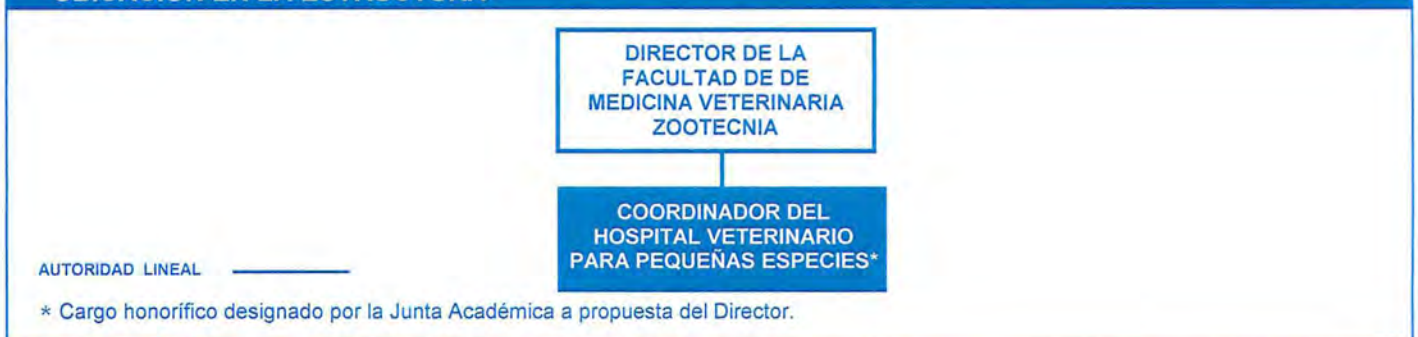 DIRECTOR DE LA
FACULTAD DE DE
MEDICINA VETERINARIA
ZOOTECNIA
COORDINADOR DEL
HOSPITAL VETERINARIO
PARA PEQUEÑAS ESPECIES*
AUTORIDAD LINEAL
* Cargo honorífico designado por la Junta Académica a propuesta del Director.